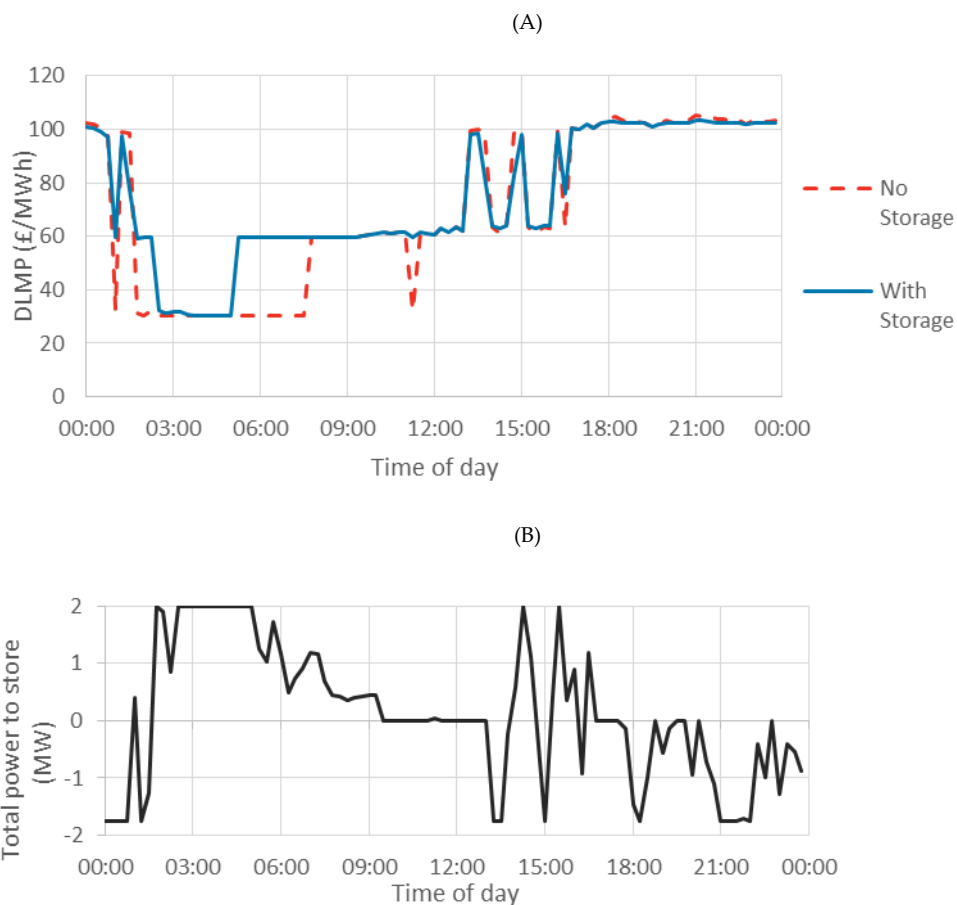 (A)
DLMP (£/MWh)
120
100
80
60
40
20
0
00:00 03:00 06:00 09:00 12:00 15:00 18:00 21:00 00:00
Time of day
No
Storage
With
Storage
(B)
Total power to store
(MW)
2
1
0
-1
-2
00:00 03:00 06:00 09:00 12:00 15:00 18:00 21:00 00:00
Time of day